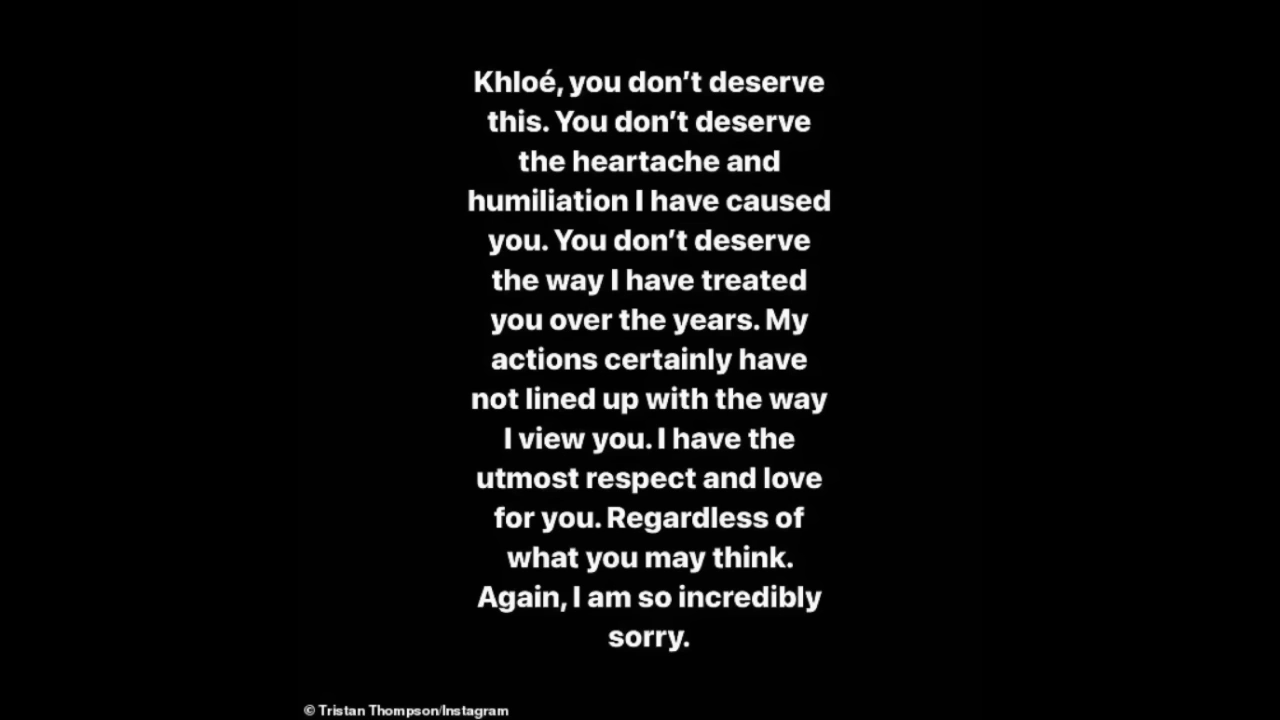 Khloé, you don’t deserve
this. You don’t deserve
the heartache and
humiliation I have caused
you. You don’t deserve
the way I have treated
you over the years. My
actions certainly have
not lined up with the way
I view you. I have the
utmost respect and love
for you. Regardless of
what you may think.
Again, I am so incredibly
sorry.
© Tristan Thompson/Instagram